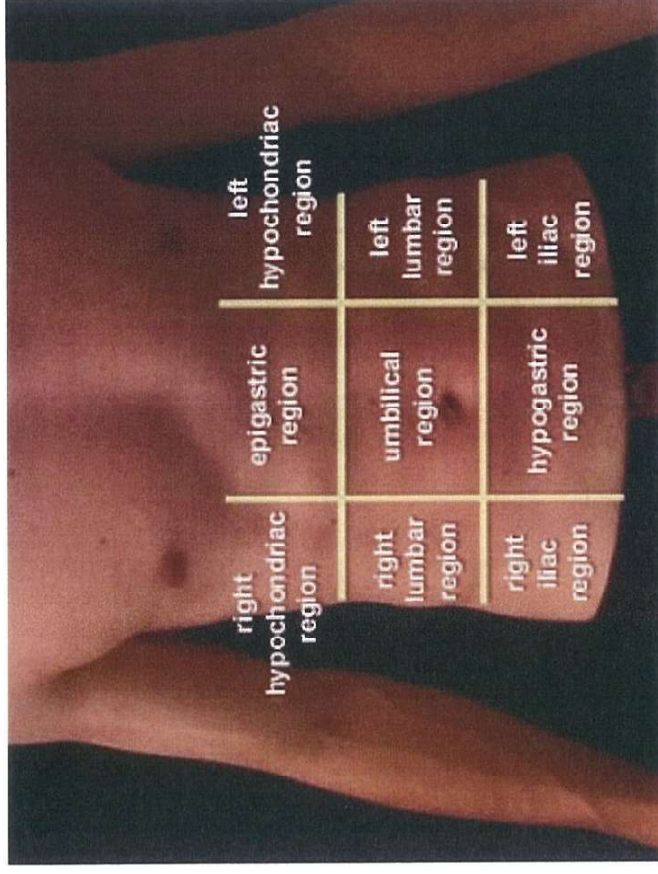 right
hypochondriac
region
epigastric
region
left
hypochondriac
region
right
lumbar
region
umbilical
region
left
lumbar
region
right
iliac
region
hypogastric
region
left
iliac
region